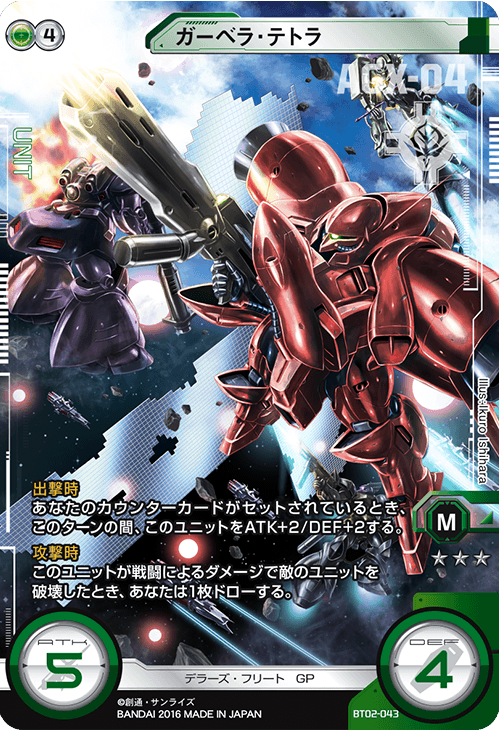 4
ガーベラ・テトラ
AGX-04
UNIT
Illus.:Ikuro Ishihara
出撃時
あなたのカウンターカードがセットされているとき、
このターンの間、このユニットをATK+2/DEF+2する。
M
攻撃時
このユニットが戦闘によるダメージで敵のユニットを
破壊したとき、あなたは1枚ドローする。
ATK
5
DEF
4
デラーズ・フリート GP
©創通・サンライズ
BANDAI 2016 MADE IN JAPAN
BT02-043